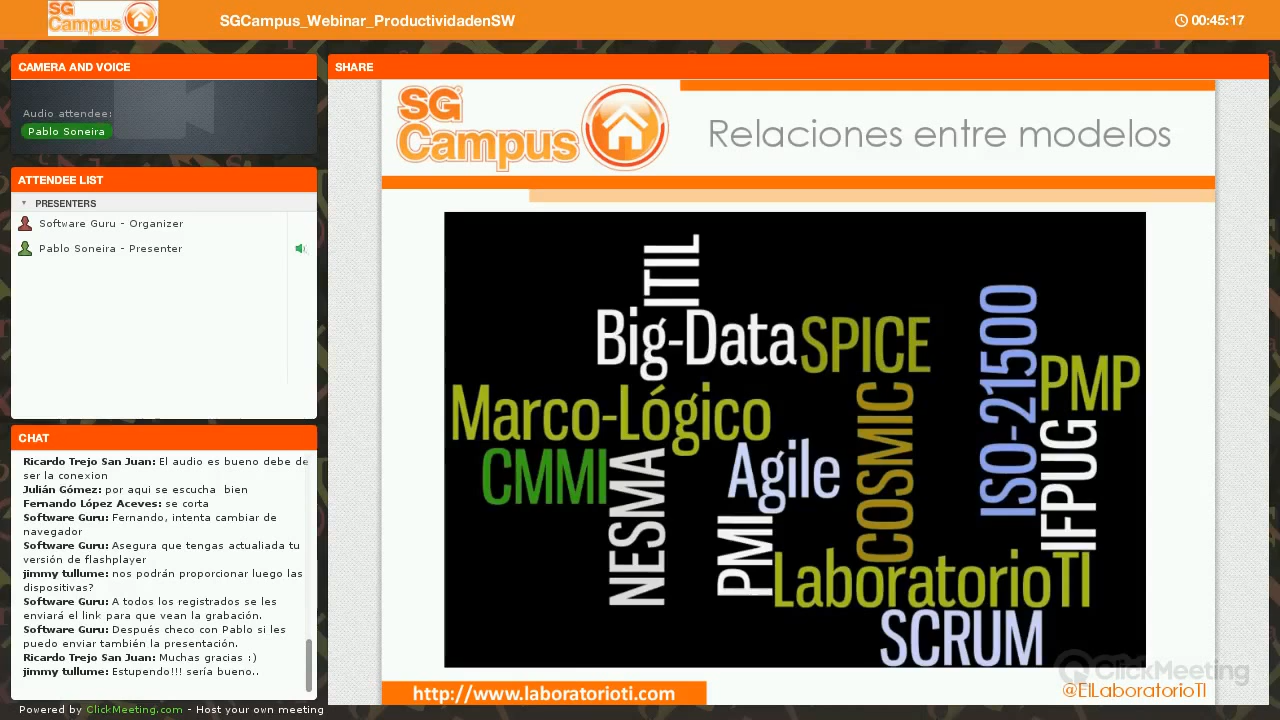 SG
Campus
SGCampus_Webinar_ProductividadenSW
00:45:17
CAMERA AND VOICE
Audio attendee:
Pablo Soneira
ATTENDEE LIST
PRESENTERS
Software Guru - Organizer
Pablo Soneira - Presenter
CHAT
Ricardo Trejo San Juan: El audio es bueno debe de
ser la conexion
Julián Gómez: por aqui se escucha bien
Fernando López Aceves: se corta
Software Guru: Fernando, intenta cambiar de
navegador
Software Guru: Asegura que tengas actualiada tu
versión de flashplayer
jimmy tullume: nos podrán proporcionar luego las
dispositivas?
Software Guru: A todos los registrados se les
enviará el link para que vean la grabación.
Software Guru: Después checo con Pablo si les
puedo enviar también la presentación.
Ricardo Trejo San Juan: Muchas gracias :)
jimmy tullume: Estupendo!!! sería bueno..
Powered by ClickMeeting.com - Host your own meeting
SHARE
SG
Campus
Relaciones entre modelos
ITIL
Big-Data
SPICE
ISO-21500
PMP
Marco-Lógico
COSMIC
IFPUG
CMMI
NESMA
Agile
PMI
LaboratorioTI
SCRUM
ClickMeeting
http://www.laboratorioti.com
@ElLaboratorioTI